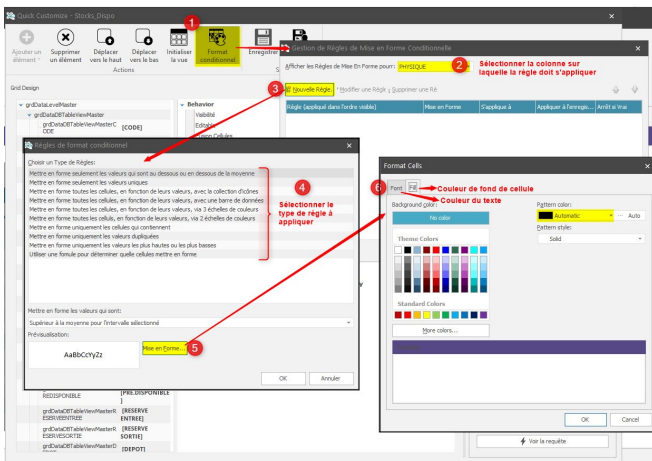 Quick Customize - Stocks_Dispo
1
Ajouter un élément
Supprimer un élément
Déplacer vers le haut
Déplacer vers le bas
Initialiser la vue
Format conditionnel
Enregistrer
Actions
Grid Design
grdDataLevelMaster
grdDataDBTableViewMaster
grdDataDBTableViewMasterC
ODE
[CODE]
Behavior
Visibilité
Editable
Fusion Cellules
Gestion de Règles de Mise en Forme Conditionnelle
Afficher les Règles de Mise En Forme pour:
PHYSIQUE
2
Sélectionner la colonne sur
laquelle la règle doit s'appliquer
3
Nouvelle Règle..
Modifier une Règle
Supprimer une Ré
Règle (appliqué dans l'ordre visible)
Mise en Forme
S'applique à
Appliquer à l'enregis...
Arrêt si Vrai
Règles de format conditionnel
Choisir un Type de Règles:
Mettre en forme seulement les valeurs qui sont au dessous ou en dessous de la moyenne
Mettre en forme seulement les valeurs uniques
Mettre en forme toutes les cellules, en fonction de leurs valeurs, avec la collection d'icônes
Mettre en forme toutes les cellules, en fonction de leurs valeurs, avec une barre de données
Mettre en forme toutes les cellules, en fonction de leurs valeurs, via 3 échelles de couleurs
Mettre en forme toutes les cellules, en fonction de leurs valeurs, via 2 échelles de couleurs
Mettre en forme uniquement les cellules qui contiennent
Mettre en forme uniquement les valeurs dupliquées
Mettre en forme uniquement les valeurs les plus hautes ou les plus basses
Utiliser une fomule pour déterminer quelle cellules mettre en forme
4
Sélectionner le
type de règle à
appliquer
Mettre en forme les valeurs qui sont:
Supérieur à la moyenne pour l'intervalle sélectionné
Prévisualisation:
AaBbCcYyZz
Mise en Forme...
5
OK
Annuler
Format Cells
6
Font
Fill
Couleur de fond de cellule
Couleur du texte
Background color:
No color
Pattern color:
Automatic
... Auto
Pattern style:
Solid
Theme Colors
Standard Colors
More colors...
OK
Cancel
REDISPONIBLE
[PRE.DISPONIBLE
]
grdDataDBTableViewMasterR
ESERVEENTREE
[RESERVE
ENTREE]
grdDataDBTableViewMasterR
ESERVESORTIE
[RESERVE
SORTIE]
grdDataDBTableViewMasterD
[DEPOT]
Voir la requête